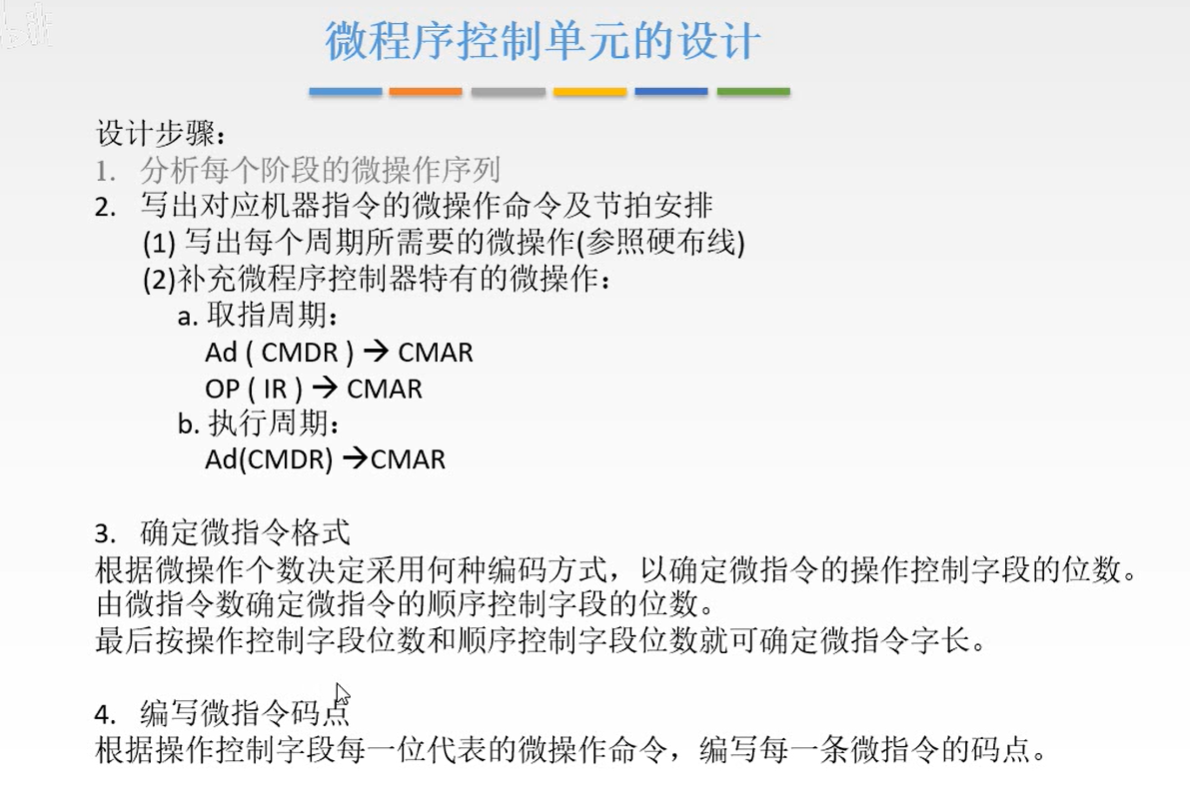 微程序控制单元的设计
设计步骤：
1. 分析每个阶段的微操作序列
2. 写出对应机器指令的微操作命令及节拍安排
(1) 写出每个周期所需要的微操作(参照硬布线)
(2)补充微程序控制器特有的微操作：
a. 取指周期：
Ad ( CMDR ) → CMAR
OP ( IR ) → CMAR
b. 执行周期：
Ad(CMDR) →CMAR
3. 确定微指令格式
根据微操作个数决定采用何种编码方式，以确定微指令的操作控制字段的位数。
由微指令数确定微指令的顺序控制字段的位数。
最后按操作控制字段位数和顺序控制字段位数就可确定微指令字长。
4. 编写微指令码点
根据操作控制字段每一位代表的微操作命令，编写每一条微指令的码点。